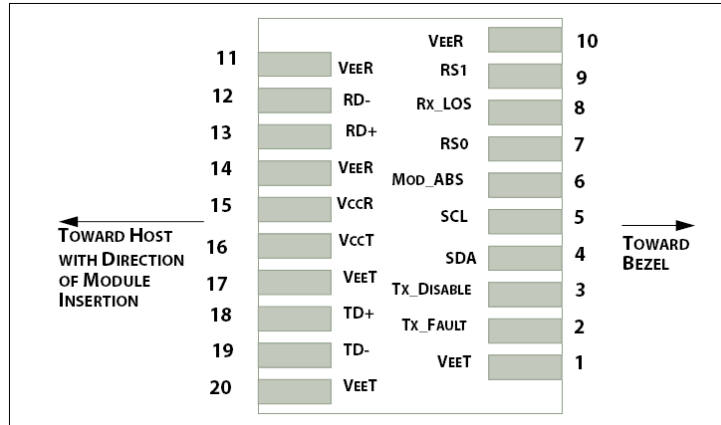 11 VEER
12 RD-
13 RD+
14 VEER
15 VCCR
16 VCCT
17 VEET
18 TD+
19 TD-
20 VEET
VEER 10
RS1 9
RX_LOS 8
RS0 7
MOD_ABS 6
SCL 5
SDA 4
TX_DISABLE 3
TX_FAULT 2
VEET 1
TOWARD HOST
WITH DIRECTION
OF MODULE
INSERTION
TOWARD
BEZEL